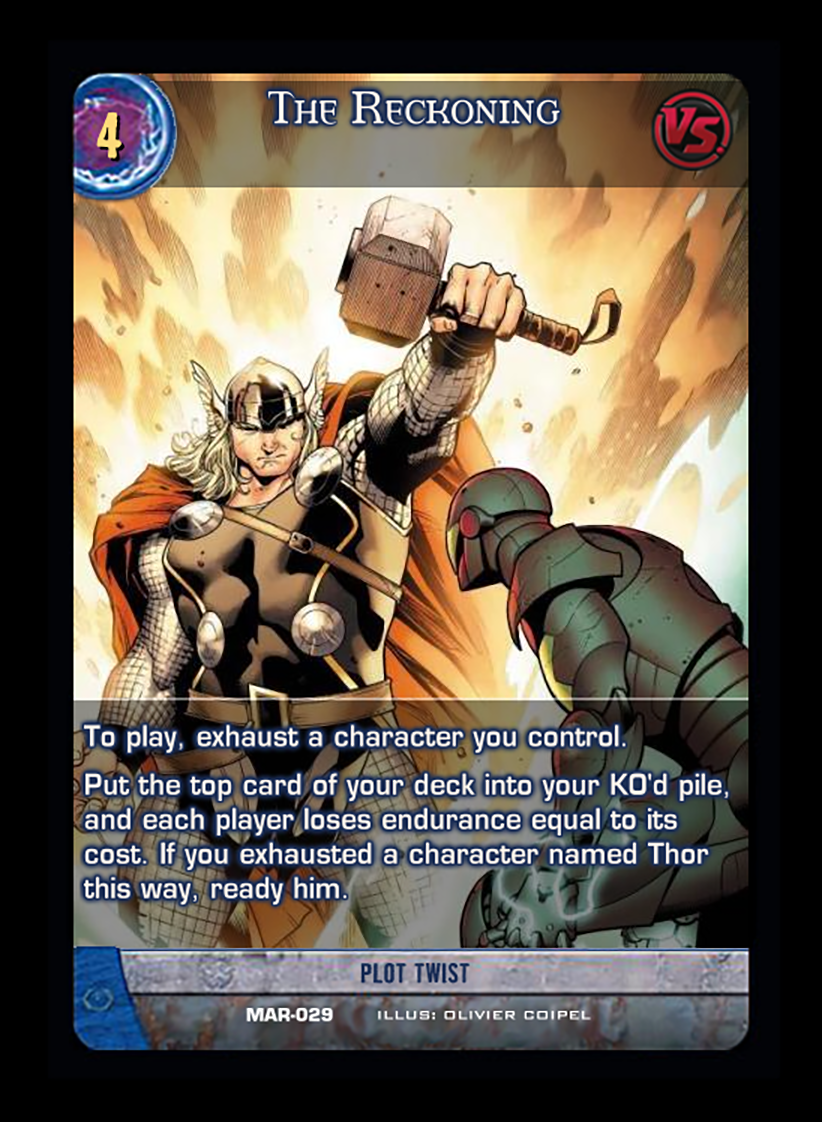 4
The Reckoning
VS.
To play, exhaust a character you control.
Put the top card of your deck into your KO'd pile,
and each player loses endurance equal to its
cost. If you exhausted a character named Thor
this way, ready him.
PLOT TWIST
MAR-029 ILLUS: OLIVIER COIPEL